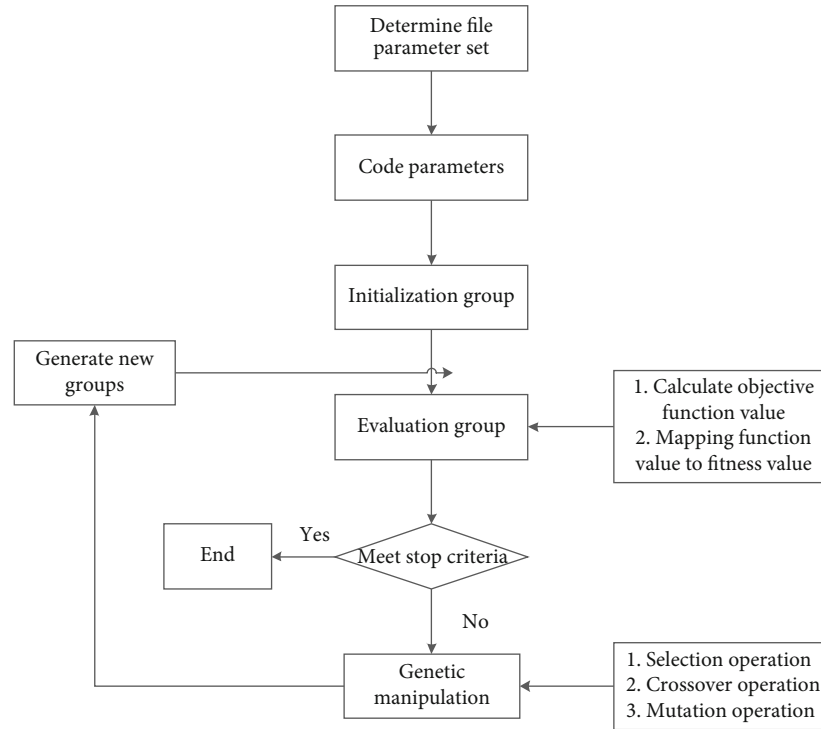 Determine file
parameter set
Code parameters
Initialization group
Generate new
groups
Evaluation group
1. Calculate objective
function value
2. Mapping function
value to fitness value
Yes
End
Meet stop criteria
No
Genetic
manipulation
1. Selection operation
2. Crossover operation
3. Mutation operation